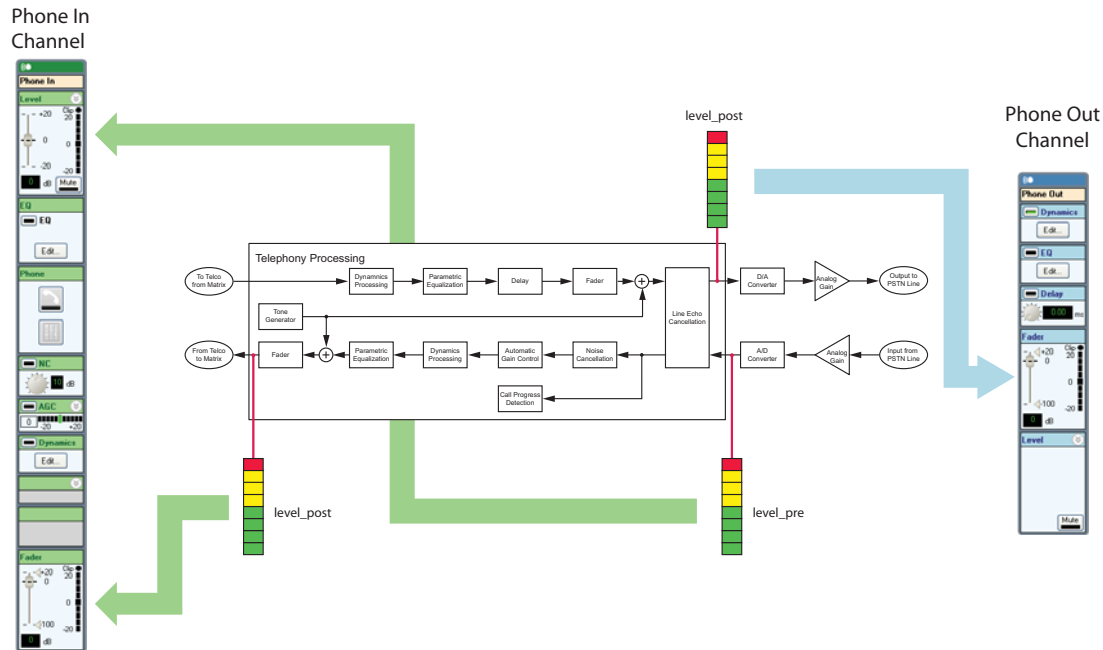 Phone In
Channel
Phone In
Level
+20
0
-20
Clip
20
0
-20
0 dB
Mute
EQ
EQ
Edit...
Phone
NC
10 dB
AGC
0
-20 +20
Dynamics
Edit...
Fader
+20
0
-100
Clip
20
0
-20
0 dB
level_post
Telephony Processing
To Telco
from Matrix
Dynamnics
Processing
Parametric
Equalization
Delay
Fader
Line Echo
Cancellation
D/A
Converter
Analog
Gain
Output to
PSTN Line
Tone
Generator
From Telco
to Matrix
Fader
Parametric
Equalization
Dynamics
Processing
Automatic
Gain Control
Noise
Cancellation
A/D
Converter
Analog
Gain
Input from
PSTN Line
Call Progress
Detection
level_post
level_pre
Phone Out
Channel
Phone Out
Dynamics
Edit...
EQ
Edit...
Delay
0.00 ms
Fader
+20
0
-100
Clip
20
0
-20
0 dB
Level
Mute